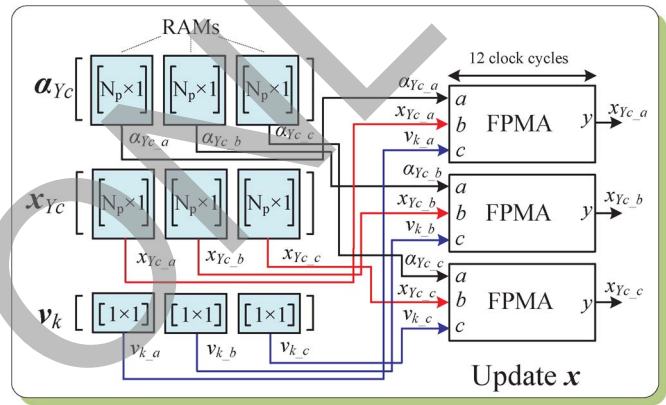 RAMs
12 clock cycles
α_Yc [ [N_p×1] [N_p×1] [N_p×1] ]
α_Yc_a α_Yc_b α_Yc_c
x_Yc [ [N_p×1] [N_p×1] [N_p×1] ]
x_Yc_a x_Yc_b x_Yc_c
v_k [ [1×1] [1×1] [1×1] ]
v_k_a v_k_b v_k_c
α_Yc_a a
x_Yc_a b FPMA y x_Yc_a
v_k_a c
α_Yc_b a
x_Yc_b b FPMA y x_Yc_b
v_k_b c
α_Yc_c a
x_Yc_c b FPMA y x_Yc_c
v_k_c c
Update x